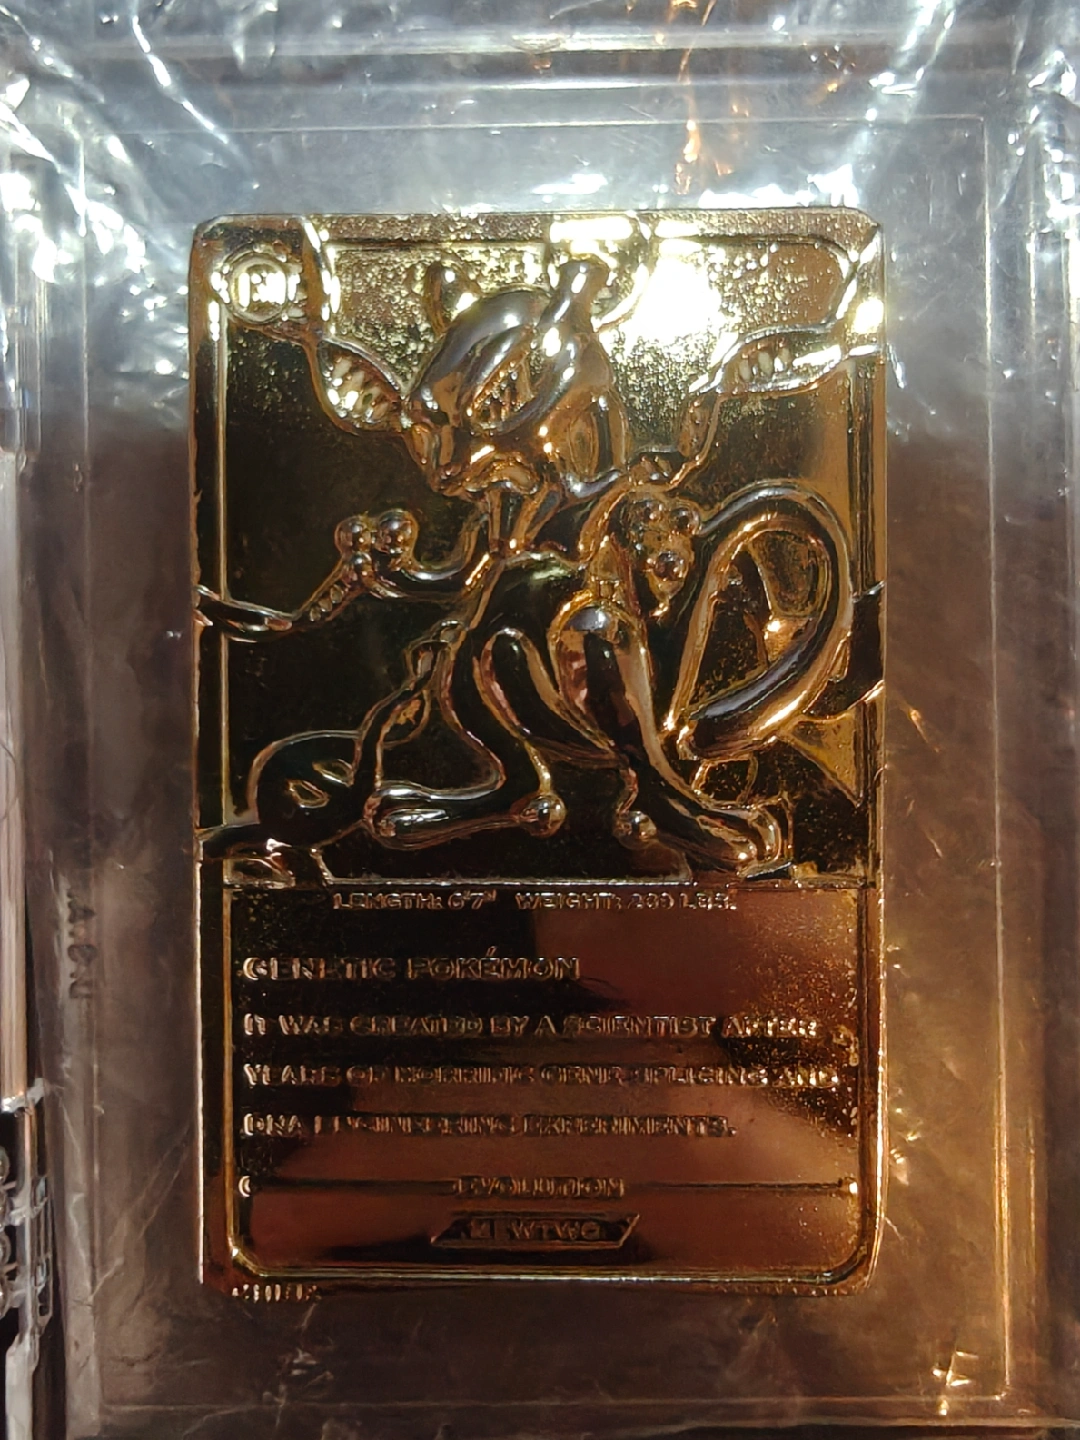 LENGTH: 6'7" WEIGHT: 269 LBS.
GENETIC POKÉMON
IT WAS CREATED BY A SCIENTIST AFTER
YEARS OF HORRIFIC GENE-SPLICING AND
DNA ENGINEERING EXPERIMENTS.
EVOLUTION
MEWTWO